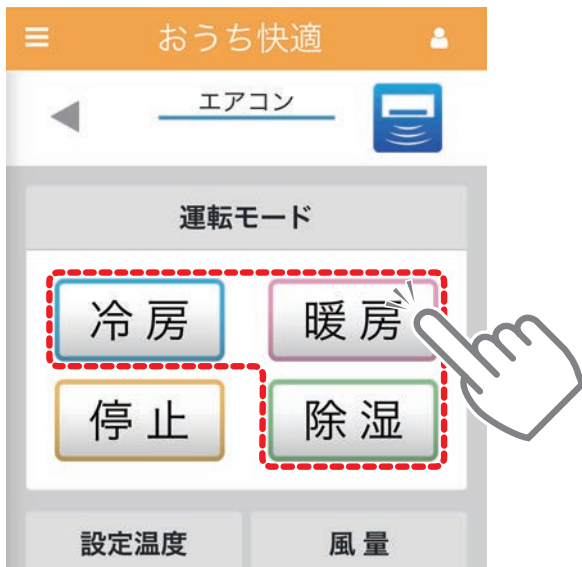 おうち快適
エアコン
運転モード
冷房 暖房
停止 除湿
設定温度 風量